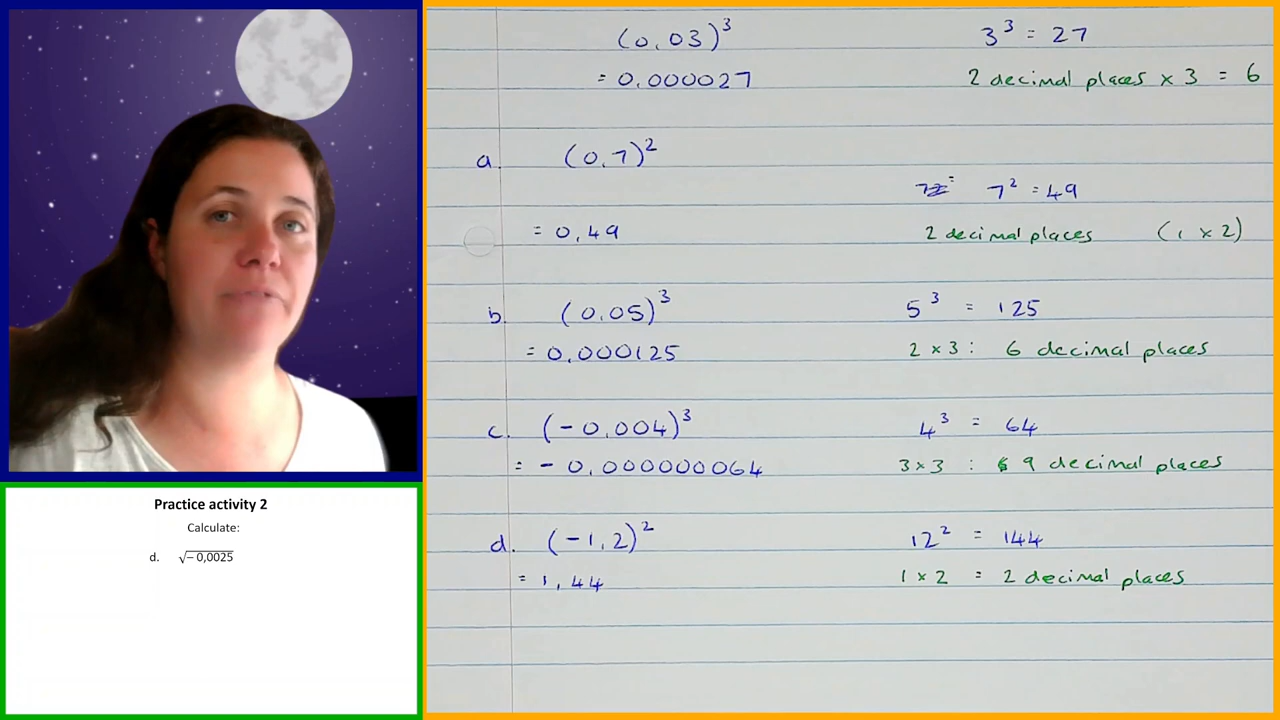 (0,03)³ 3³ = 27
= 0,000027 2 decimal places × 3 = 6
a. (0,7)²
7² = 49
= 0,49 2 decimal places (1 × 2)
b. (0,05)³ 5³ = 125
= 0,000125 2 × 3 : 6 decimal places
c. (-0,004)³ 4³ = 64
= -0,000000064 3 × 3 : 9 decimal places
d. (-1,2)² 12² = 144
= 1,44 1 × 2 = 2 decimal places
Practice activity 2
Calculate:
d. √-0,0025